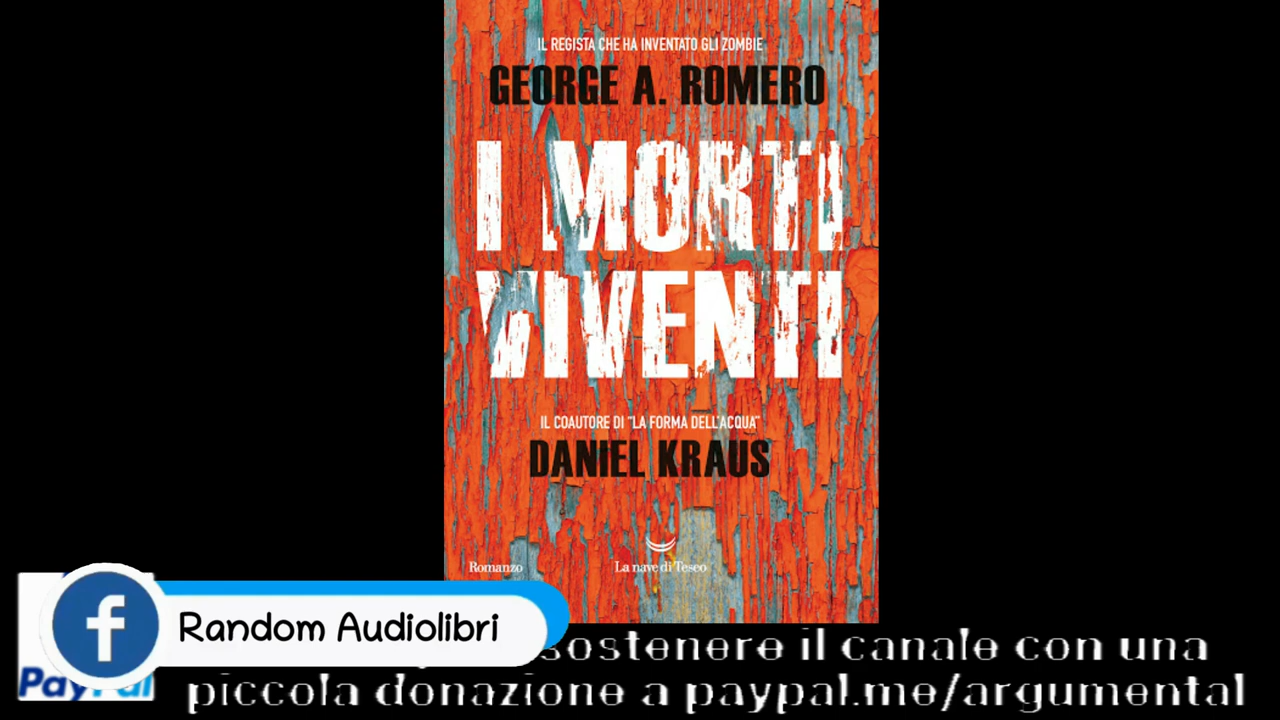 IL REGISTA CHE HA INVENTATO GLI ZOMBIE
GEORGE A. ROMERO
I MORTI
VIVENTI
IL COAUTORE DI "LA FORMA DELL'ACQUA"
DANIEL KRAUS
Romanzo
La nave di Teseo
Random Audiolibri
sostenere il canale con una
PayPal
piccola donazione a paypal.me/argumental